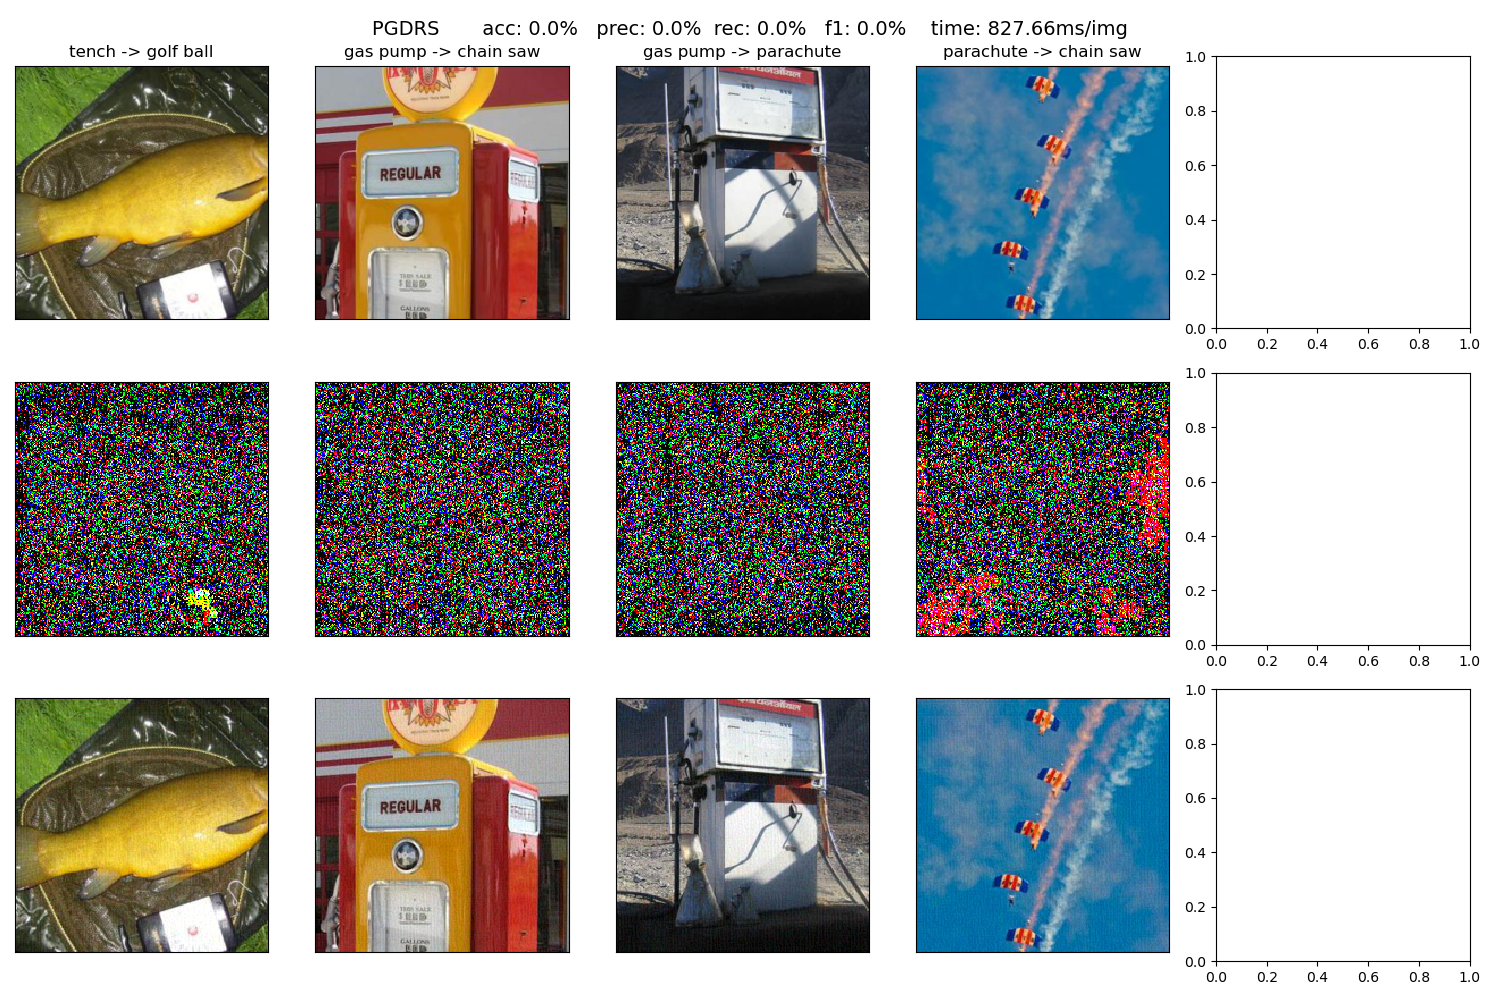 PGDRS acc: 0.0% prec: 0.0% rec: 0.0% f1: 0.0% time: 827.66ms/img
tench -> golf ball
gas pump -> chain saw
gas pump -> parachute
parachute -> chain saw
REGULAR
GALLONS
1.0
0.8
0.6
0.4
0.2
0.0
0.0 0.2 0.4 0.6 0.8 1.0
1.0
0.8
0.6
0.4
0.2
0.0
0.0 0.2 0.4 0.6 0.8 1.0
REGULAR
GALLONS
1.0
0.8
0.6
0.4
0.2
0.0
0.0 0.2 0.4 0.6 0.8 1.0